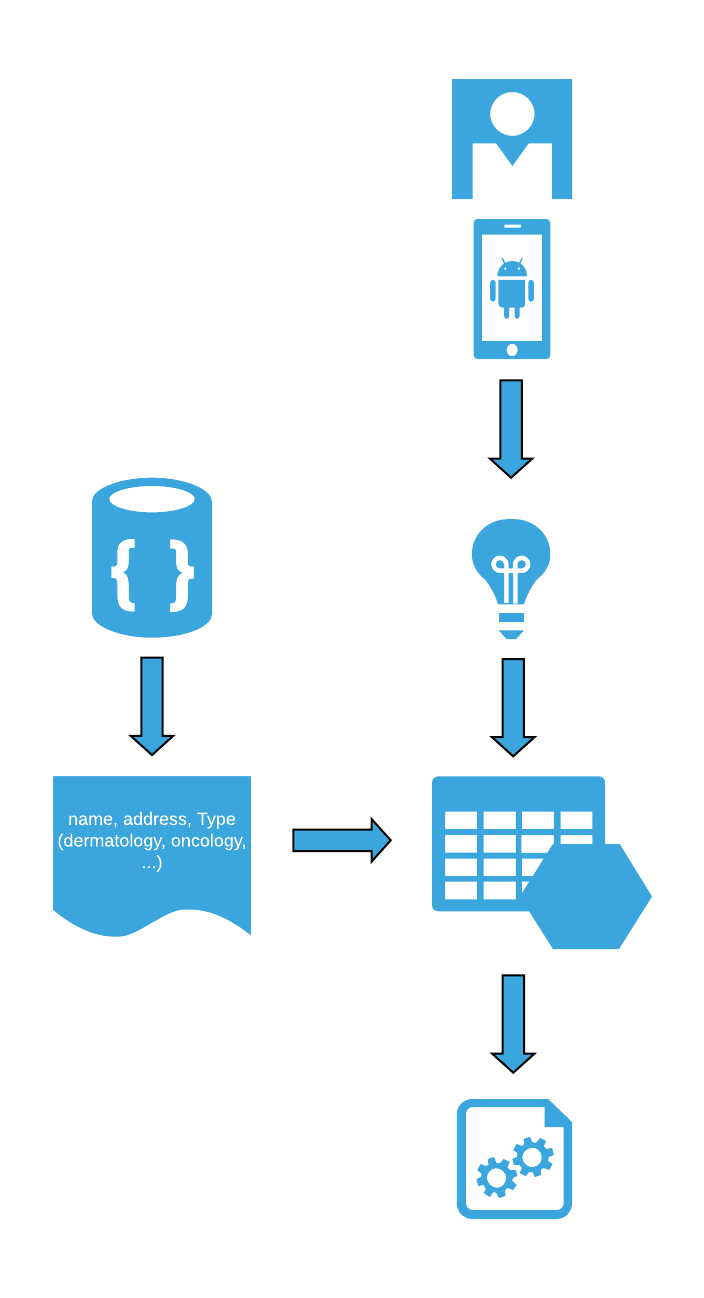 { }
name, address, Type
(dermatology, oncology,
...)